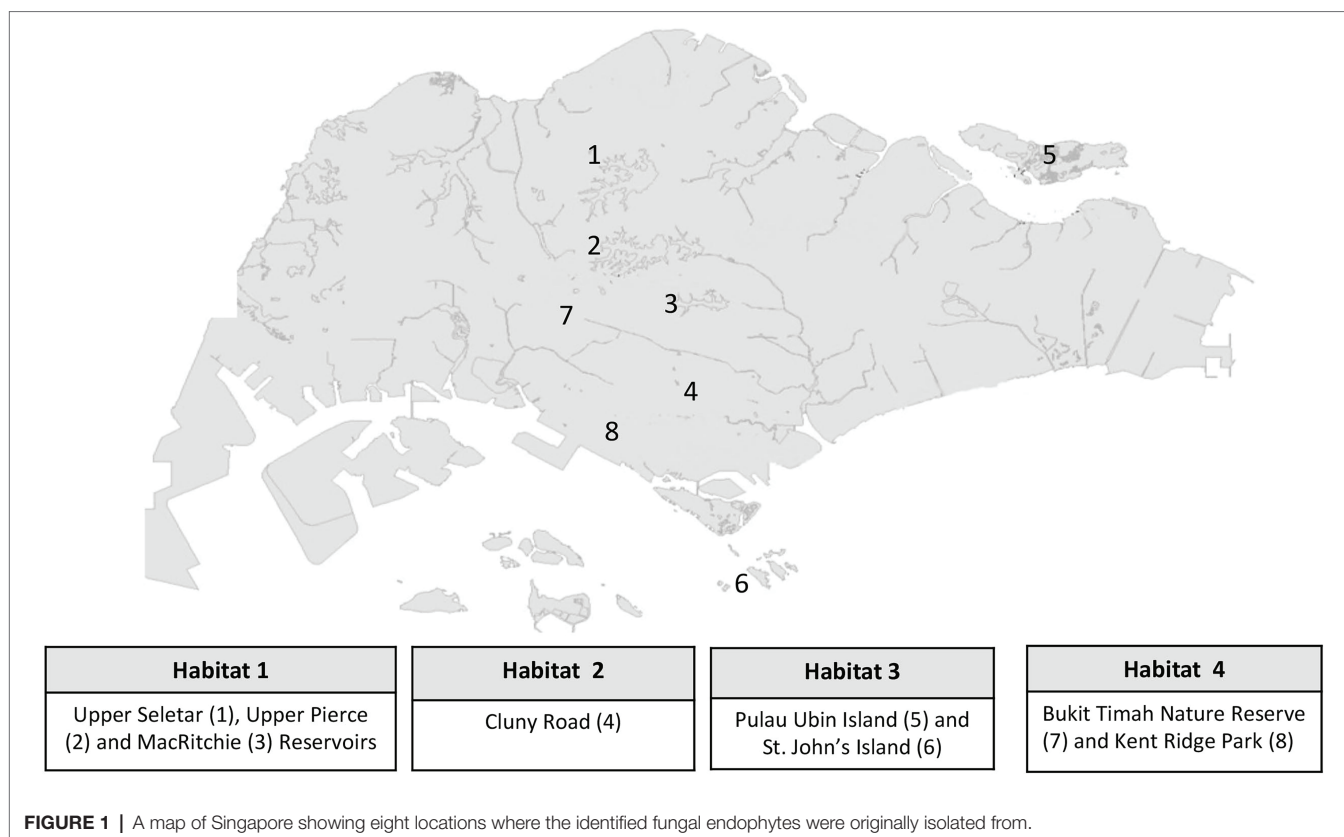 1
5
2
3
7
4
8
6
Habitat 1
Upper Seletar (1), Upper Pierce
(2) and MacRitchie (3) Reservoirs
Habitat 2
Cluny Road (4)
Habitat 3
Pulau Ubin Island (5) and
St. John’s Island (6)
Habitat 4
Bukit Timah Nature Reserve
(7) and Kent Ridge Park (8)
FIGURE 1 | A map of Singapore showing eight locations where the identified fungal endophytes were originally isolated from.